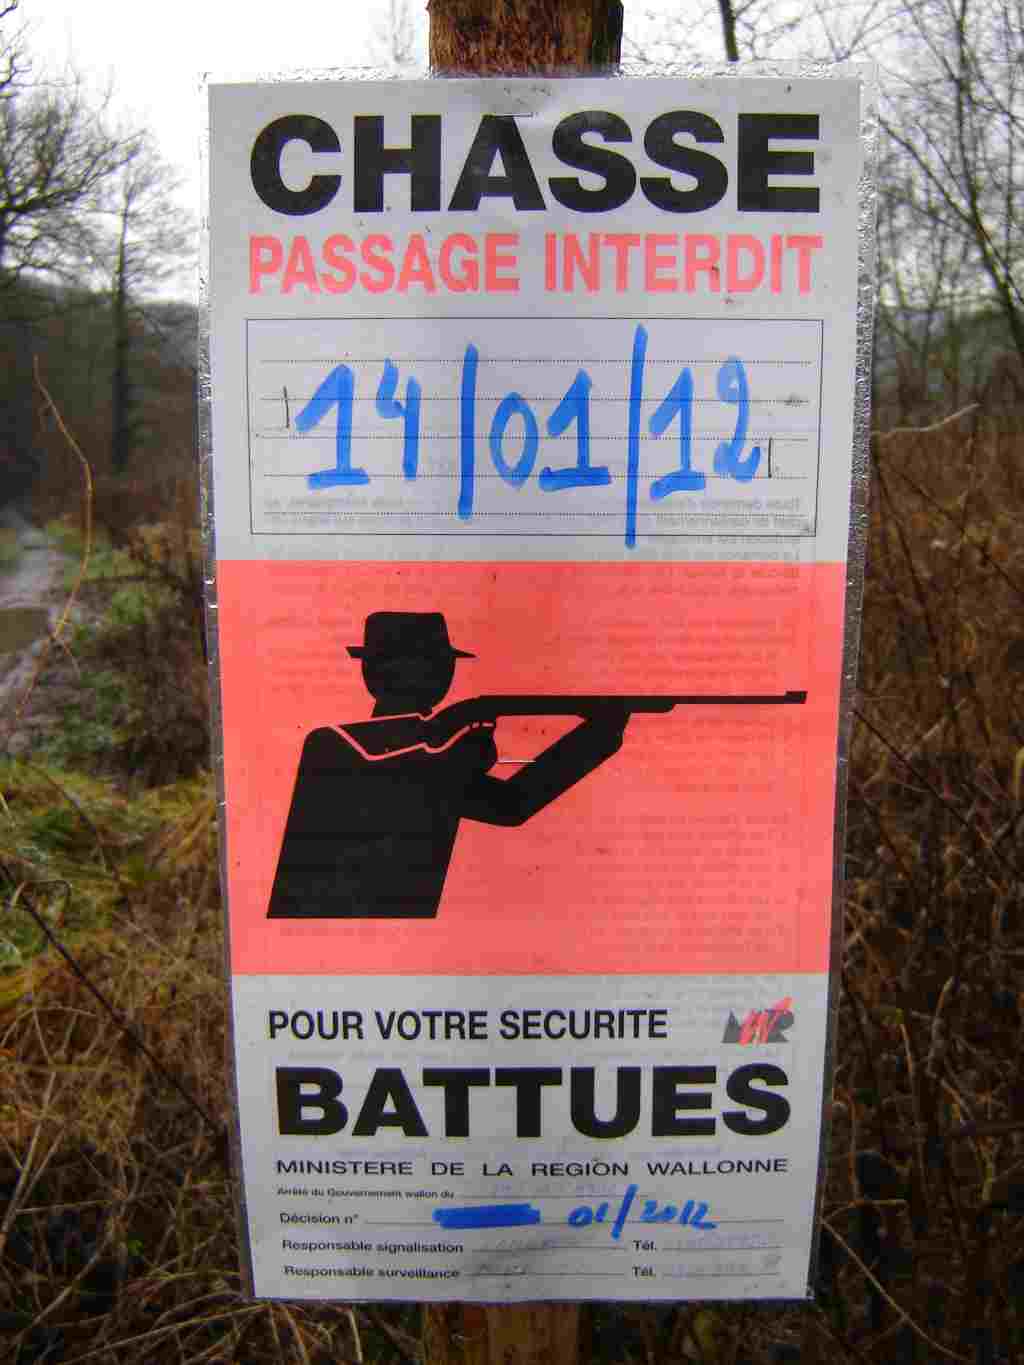 CHASSE
PASSAGE INTERDIT
14/01/12
POUR VOTRE SECURITE
MWR
BATTUES
MINISTERE DE LA REGION WALLONNE
Arrêté du Gouvernement wallon du
Décision n° 01/2012
Responsable signalisation Tél.
Responsable surveillance Tél.